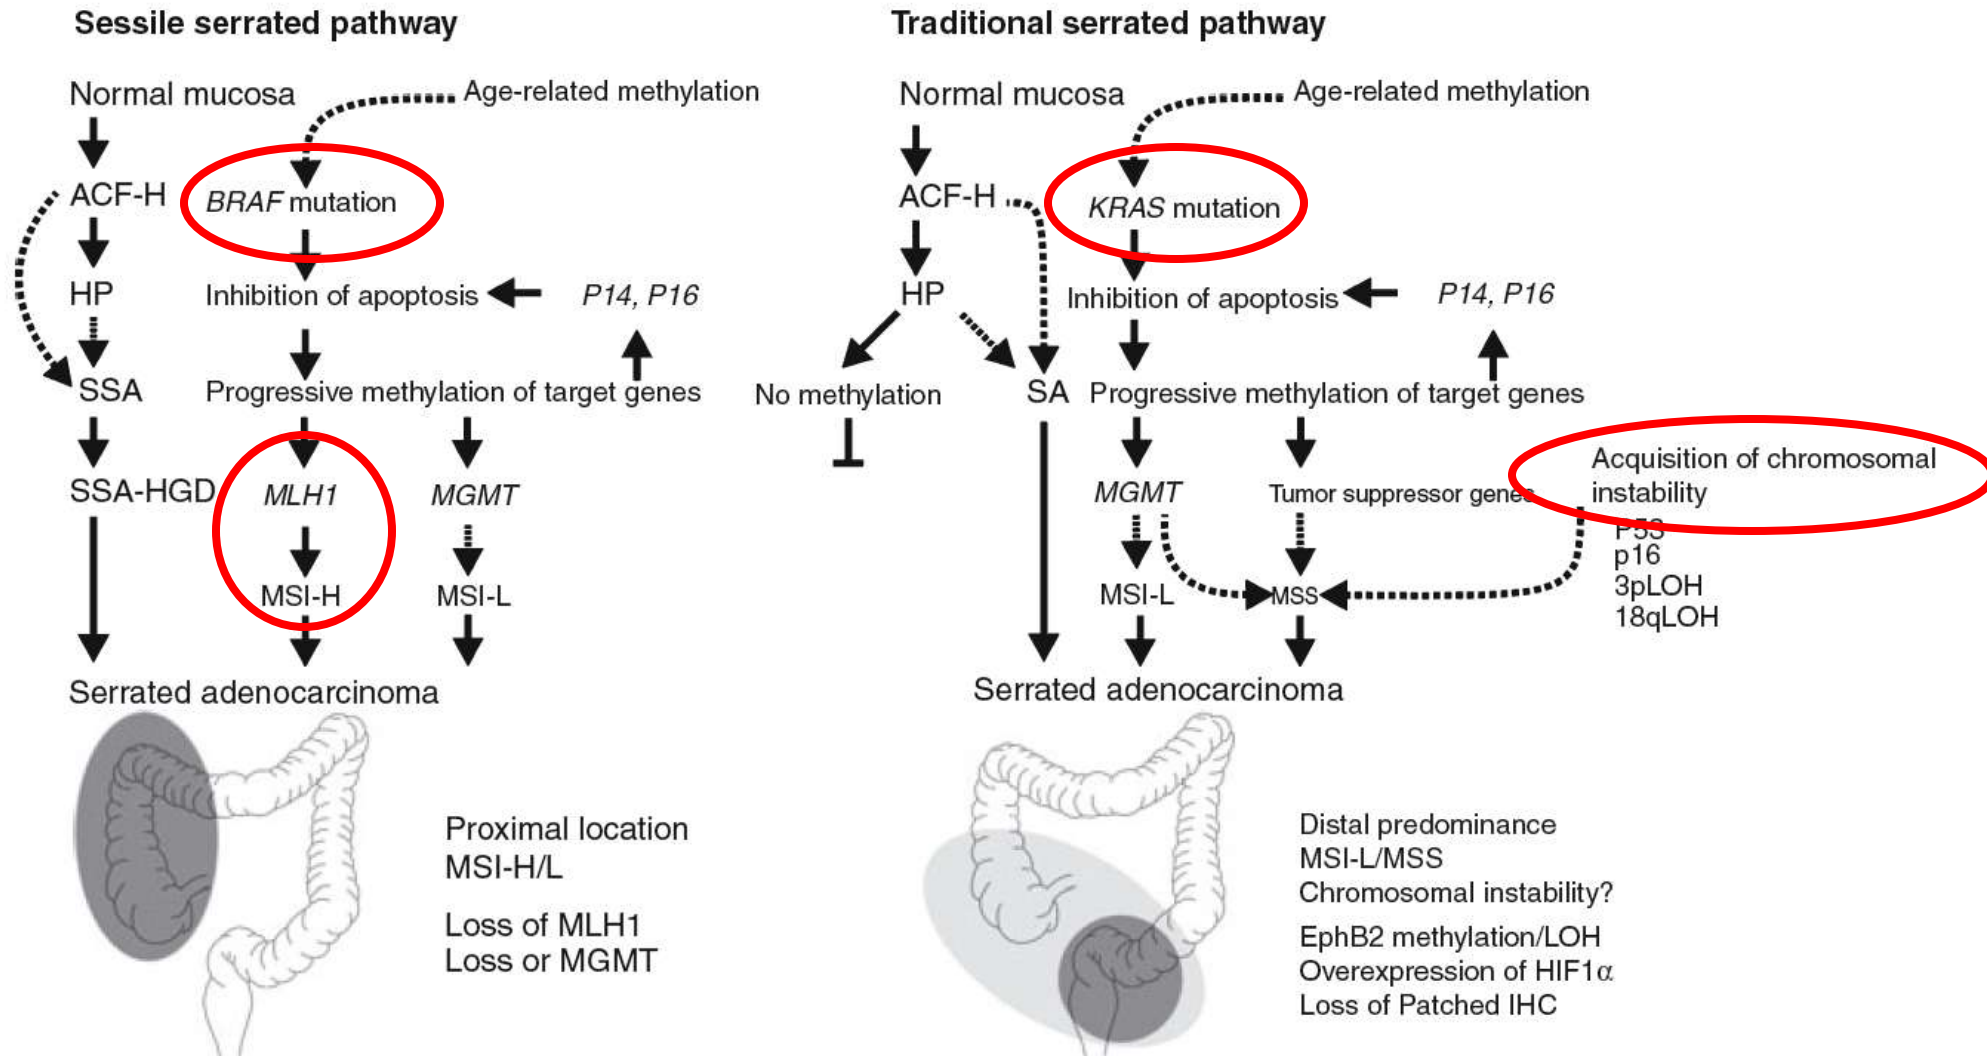 Sessile serrated pathway
Normal mucosa
Age-related methylation
ACF-H
BRAF mutation
HP
Inhibition of apoptosis
P14, P16
SSA
Progressive methylation of target genes
SSA-HGD
MLH1
MGMT
MSI-H
MSI-L
Serrated adenocarcinoma
Proximal location
MSI-H/L
Loss of MLH1
Loss or MGMT
Traditional serrated pathway
Normal mucosa
Age-related methylation
ACF-H
KRAS mutation
HP
Inhibition of apoptosis
P14, P16
No methylation
SA
Progressive methylation of target genes
MGMT
Tumor suppressor genes
Acquisition of chromosomal
instability
P53
p16
3pLOH
18qLOH
MSI-L
MSS
Serrated adenocarcinoma
Distal predominance
MSI-L/MSS
Chromosomal instability?
EphB2 methylation/LOH
Overexpression of HIF1α
Loss of Patched IHC